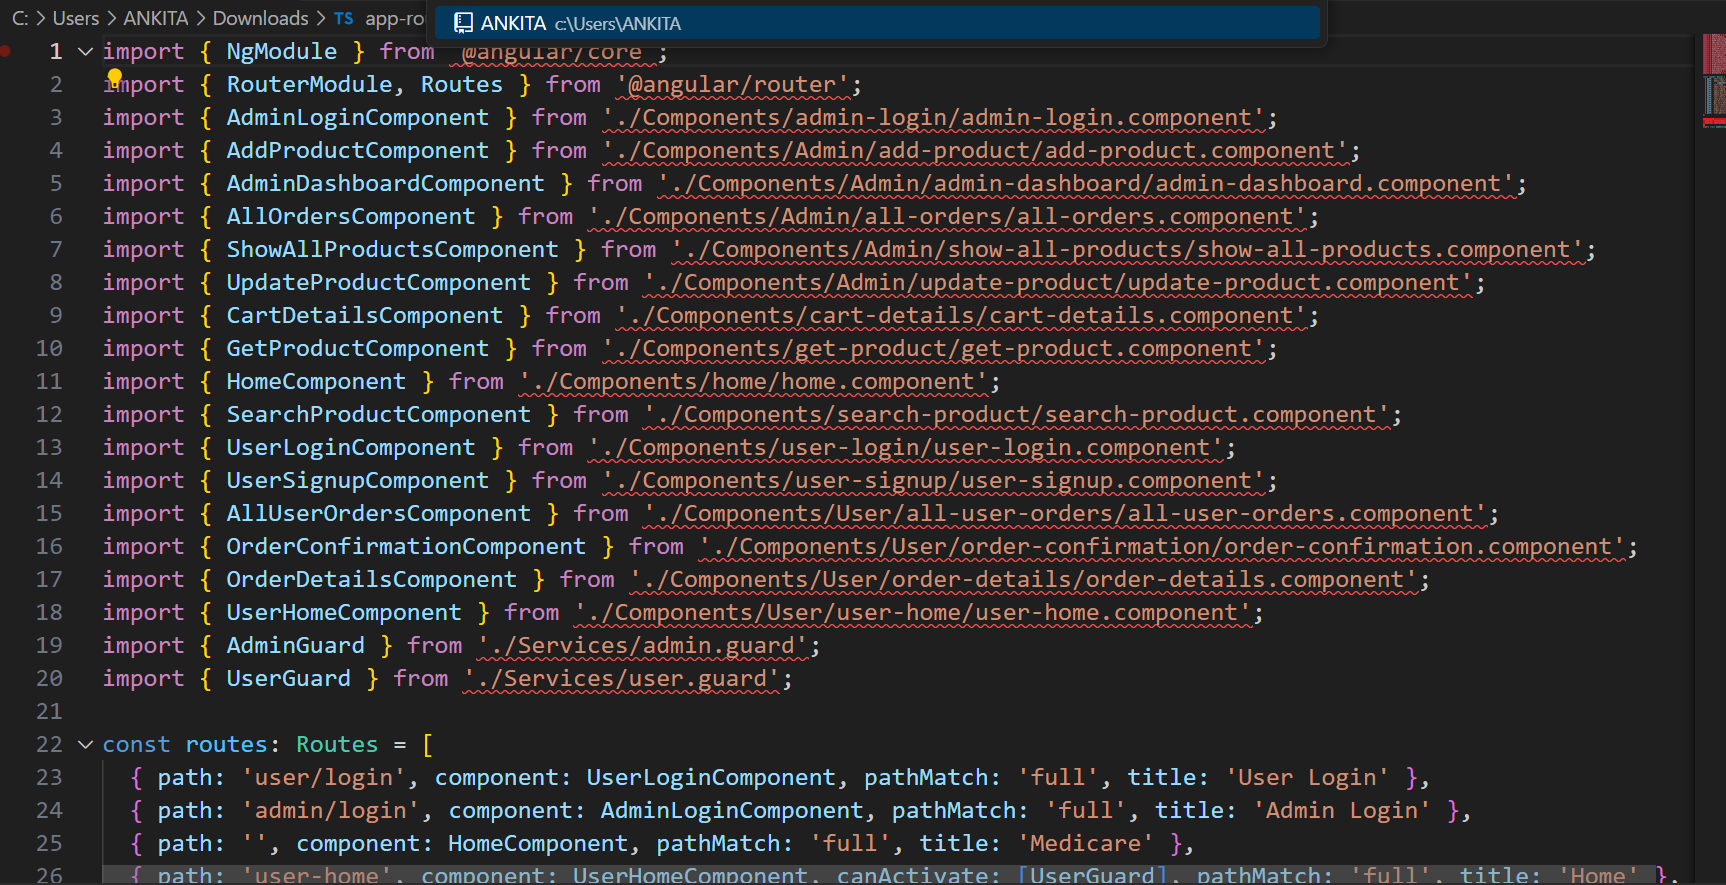 C: > Users > ANKITA > Downloads > TS app-ro
ANKITA c:\Users\ANKITA
1 import { NgModule } from '@angular/core';
2 import { RouterModule, Routes } from '@angular/router';
3 import { AdminLoginComponent } from './Components/admin-login/admin-login.component';
4 import { AddProductComponent } from './Components/Admin/add-product/add-product.component';
5 import { AdminDashboardComponent } from './Components/Admin/admin-dashboard/admin-dashboard.component';
6 import { AllOrdersComponent } from './Components/Admin/all-orders/all-orders.component';
7 import { ShowAllProductsComponent } from './Components/Admin/show-all-products/show-all-products.component';
8 import { UpdateProductComponent } from './Components/Admin/update-product/update-product.component';
9 import { CartDetailsComponent } from './Components/cart-details/cart-details.component';
10 import { GetProductComponent } from './Components/get-product/get-product.component';
11 import { HomeComponent } from './Components/home/home.component';
12 import { SearchProductComponent } from './Components/search-product/search-product.component';
13 import { UserLoginComponent } from './Components/user-login/user-login.component';
14 import { UserSignupComponent } from './Components/user-signup/user-signup.component';
15 import { AllUserOrdersComponent } from './Components/User/all-user-orders/all-user-orders.component';
16 import { OrderConfirmationComponent } from './Components/User/order-confirmation/order-confirmation.component';
17 import { OrderDetailsComponent } from './Components/User/order-details/order-details.component';
18 import { UserHomeComponent } from './Components/User/user-home/user-home.component';
19 import { AdminGuard } from './Services/admin.guard';
20 import { UserGuard } from './Services/user.guard';
21
22 const routes: Routes = [
23 { path: 'user/login', component: UserLoginComponent, pathMatch: 'full', title: 'User Login' },
24 { path: 'admin/login', component: AdminLoginComponent, pathMatch: 'full', title: 'Admin Login' },
25 { path: '', component: HomeComponent, pathMatch: 'full', title: 'Medicare' },
26 { path: 'user-home', component: UserHomeComponent, canActivate: [UserGuard], pathMatch: 'full', title: 'Home' },